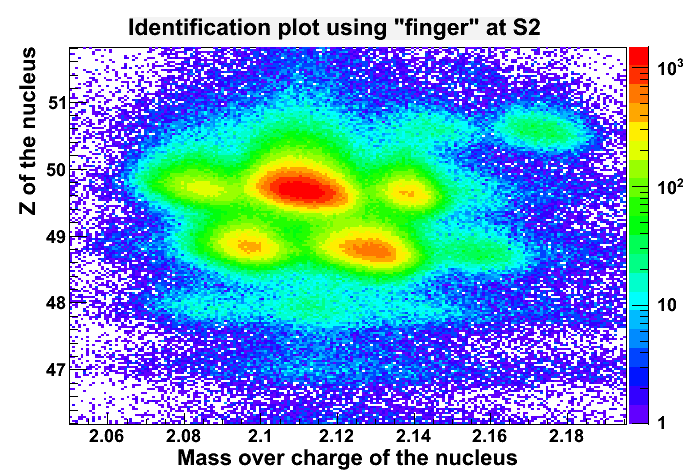 Identification plot using "finger" at S2
Z of the nucleus
51
50
49
48
47
2.06 2.08 2.1 2.12 2.14 2.16 2.18
Mass over charge of the nucleus
10³
10²
10
1